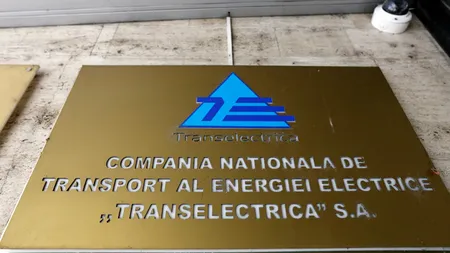 Transelectrica
COMPANIA NATIONALA DE
TRANSPORT AL ENERGIEI ELECTRICE
„TRANSELECTRICA” S.A.